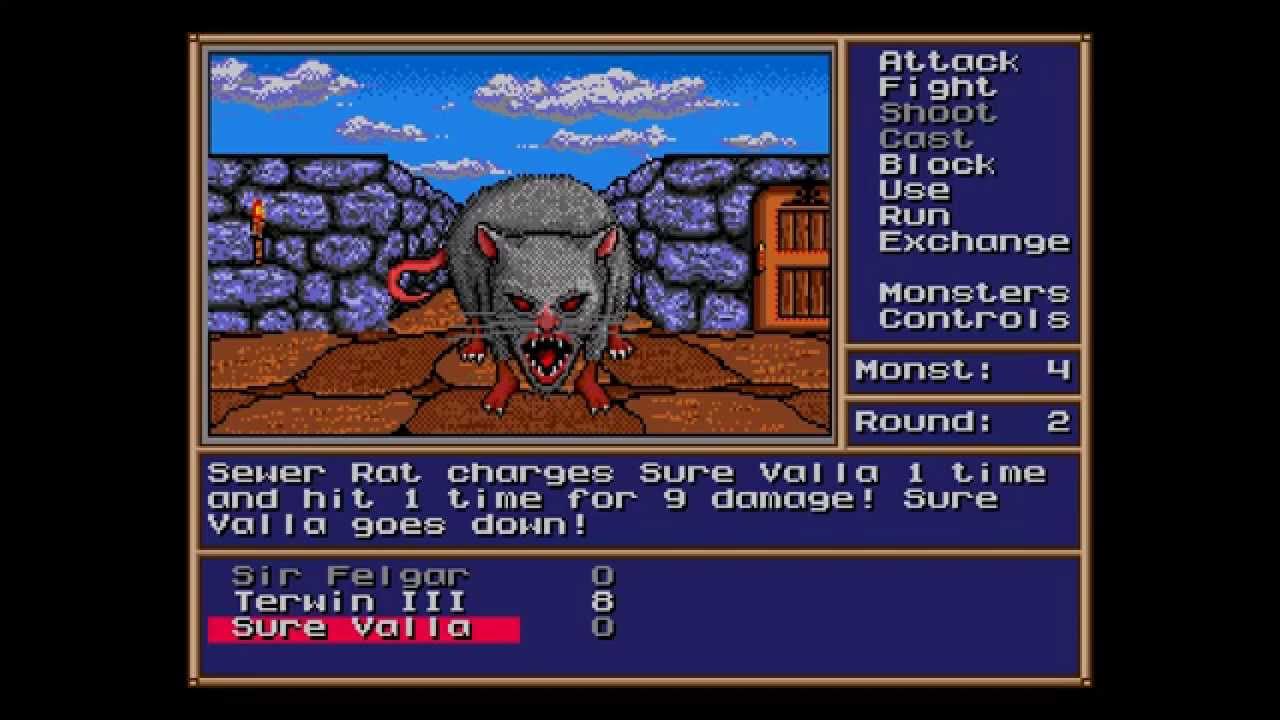 Attack
Fight
Shoot
Cast
Block
Use
Run
Exchange
Monsters
Controls
Monst: 4
Round: 2
Sewer Rat charges Sure Valla 1 time
and hit 1 time for 9 damage! Sure
Valla goes down!
Sir Felgar 0
Terwin III 8
Sure Valla 0